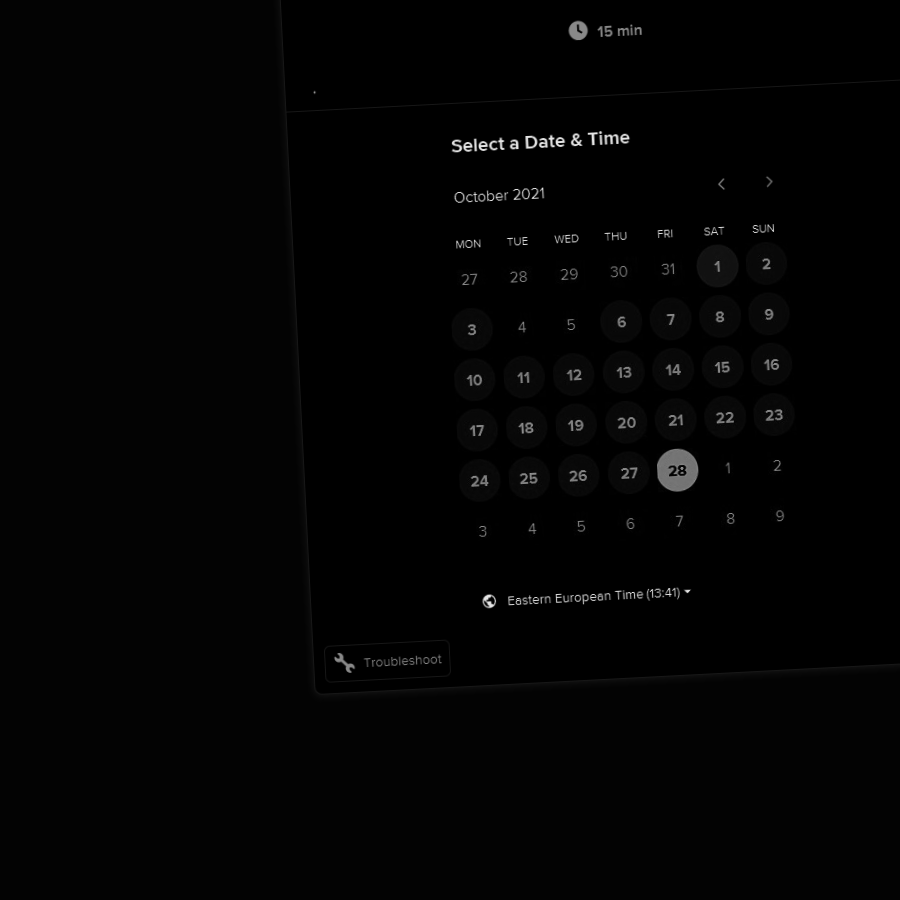 15 min
Select a Date & Time
October 2021
MON TUE WED THU FRI SAT SUN
27 28 29 30 31 1 2
3 4 5 6 7 8 9
10 11 12 13 14 15 16
17 18 19 20 21 22 23
24 25 26 27 28 1 2
3 4 5 6 7 8 9
Eastern European Time (13:41)
Troubleshoot